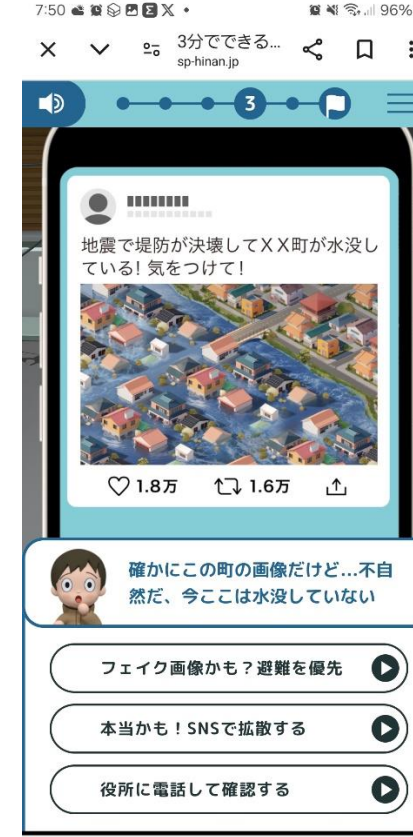 7:50
96%
3分でできる...
sp-hinan.jp
3
地震で堤防が決壊してXX町が水没し
ている! 気をつけて!
1.8万 1.6万
確かにこの町の画像だけど...不自
然だ、今ここは水没していない
フェイク画像かも？避難を優先
本当かも！SNSで拡散する
役所に電話して確認する